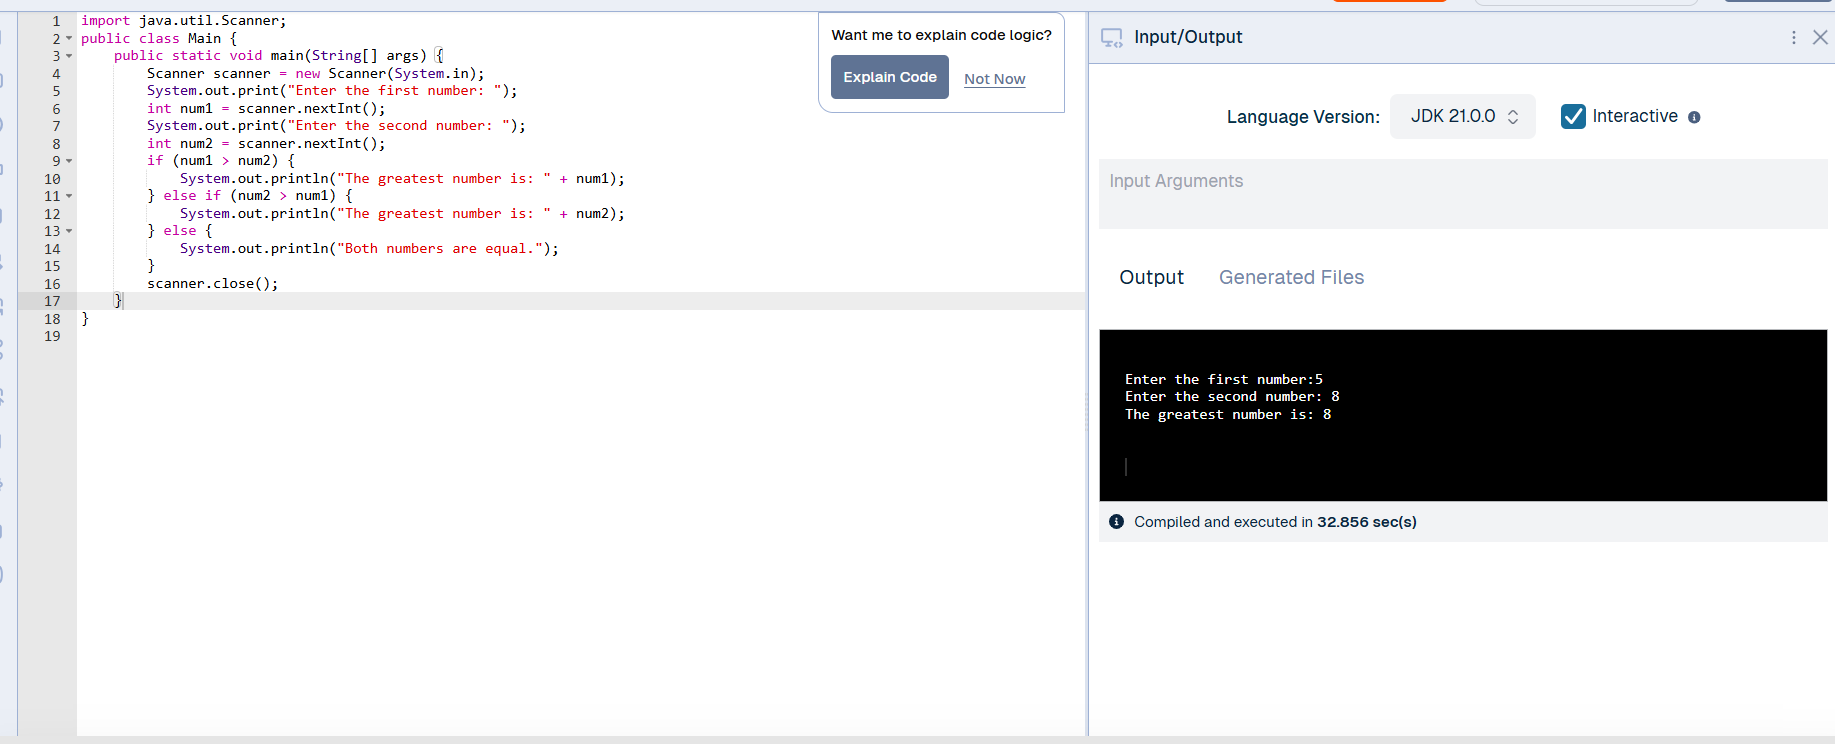 1 import java.util.Scanner;
2 public class Main {
3 public static void main(String[] args) {
4 Scanner scanner = new Scanner(System.in);
5 System.out.print("Enter the first number: ");
6 int num1 = scanner.nextInt();
7 System.out.print("Enter the second number: ");
8 int num2 = scanner.nextInt();
9 if (num1 > num2) {
10 System.out.println("The greatest number is: " + num1);
11 } else if (num2 > num1) {
12 System.out.println("The greatest number is: " + num2);
13 } else {
14 System.out.println("Both numbers are equal.");
15 }
16 scanner.close();
17 }
18 }
19
Want me to explain code logic?
Explain Code Not Now
Input/Output
Language Version: JDK 21.0.0 Interactive
Input Arguments
Output Generated Files
Enter the first number:5
Enter the second number: 8
The greatest number is: 8
Compiled and executed in 32.856 sec(s)